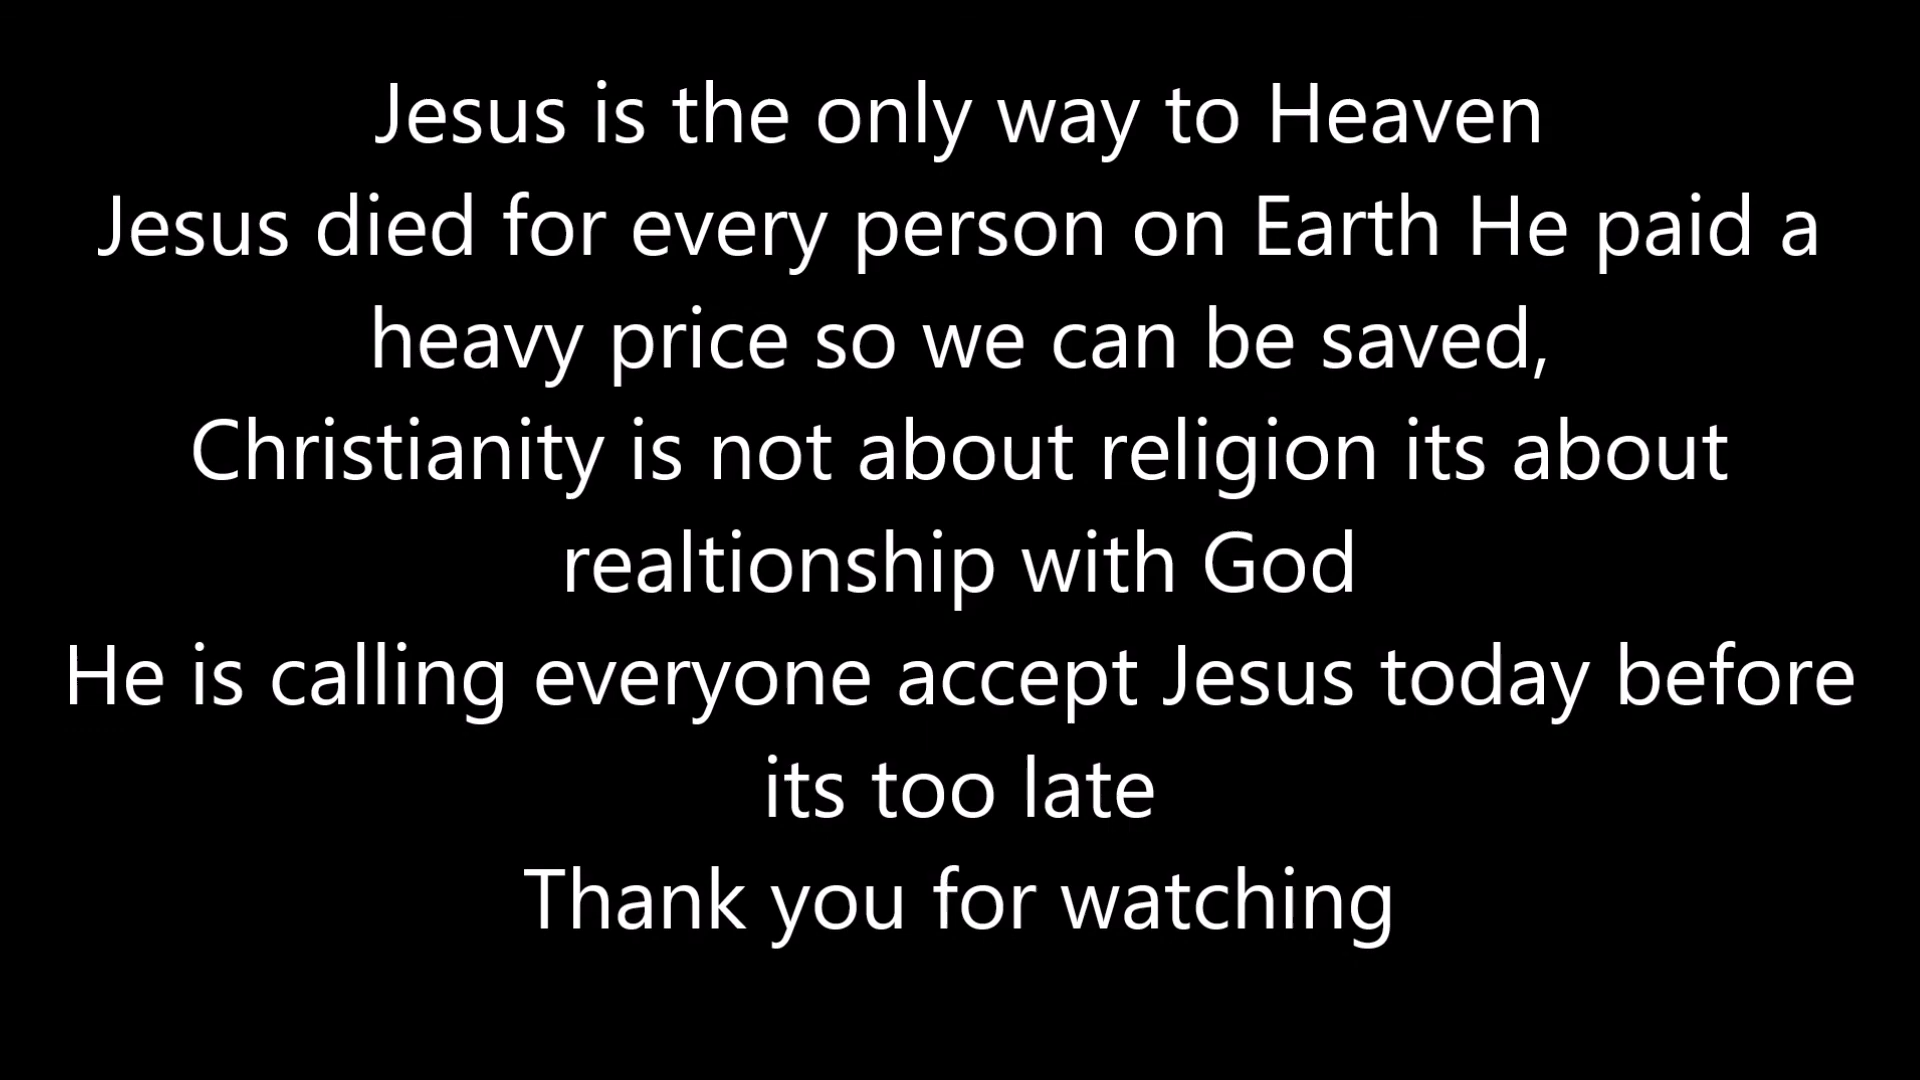 Jesus is the only way to Heaven
Jesus died for every person on Earth He paid a
heavy price so we can be saved,
Christianity is not about religion its about
realtionship with God
He is calling everyone accept Jesus today before
its too late
Thank you for watching